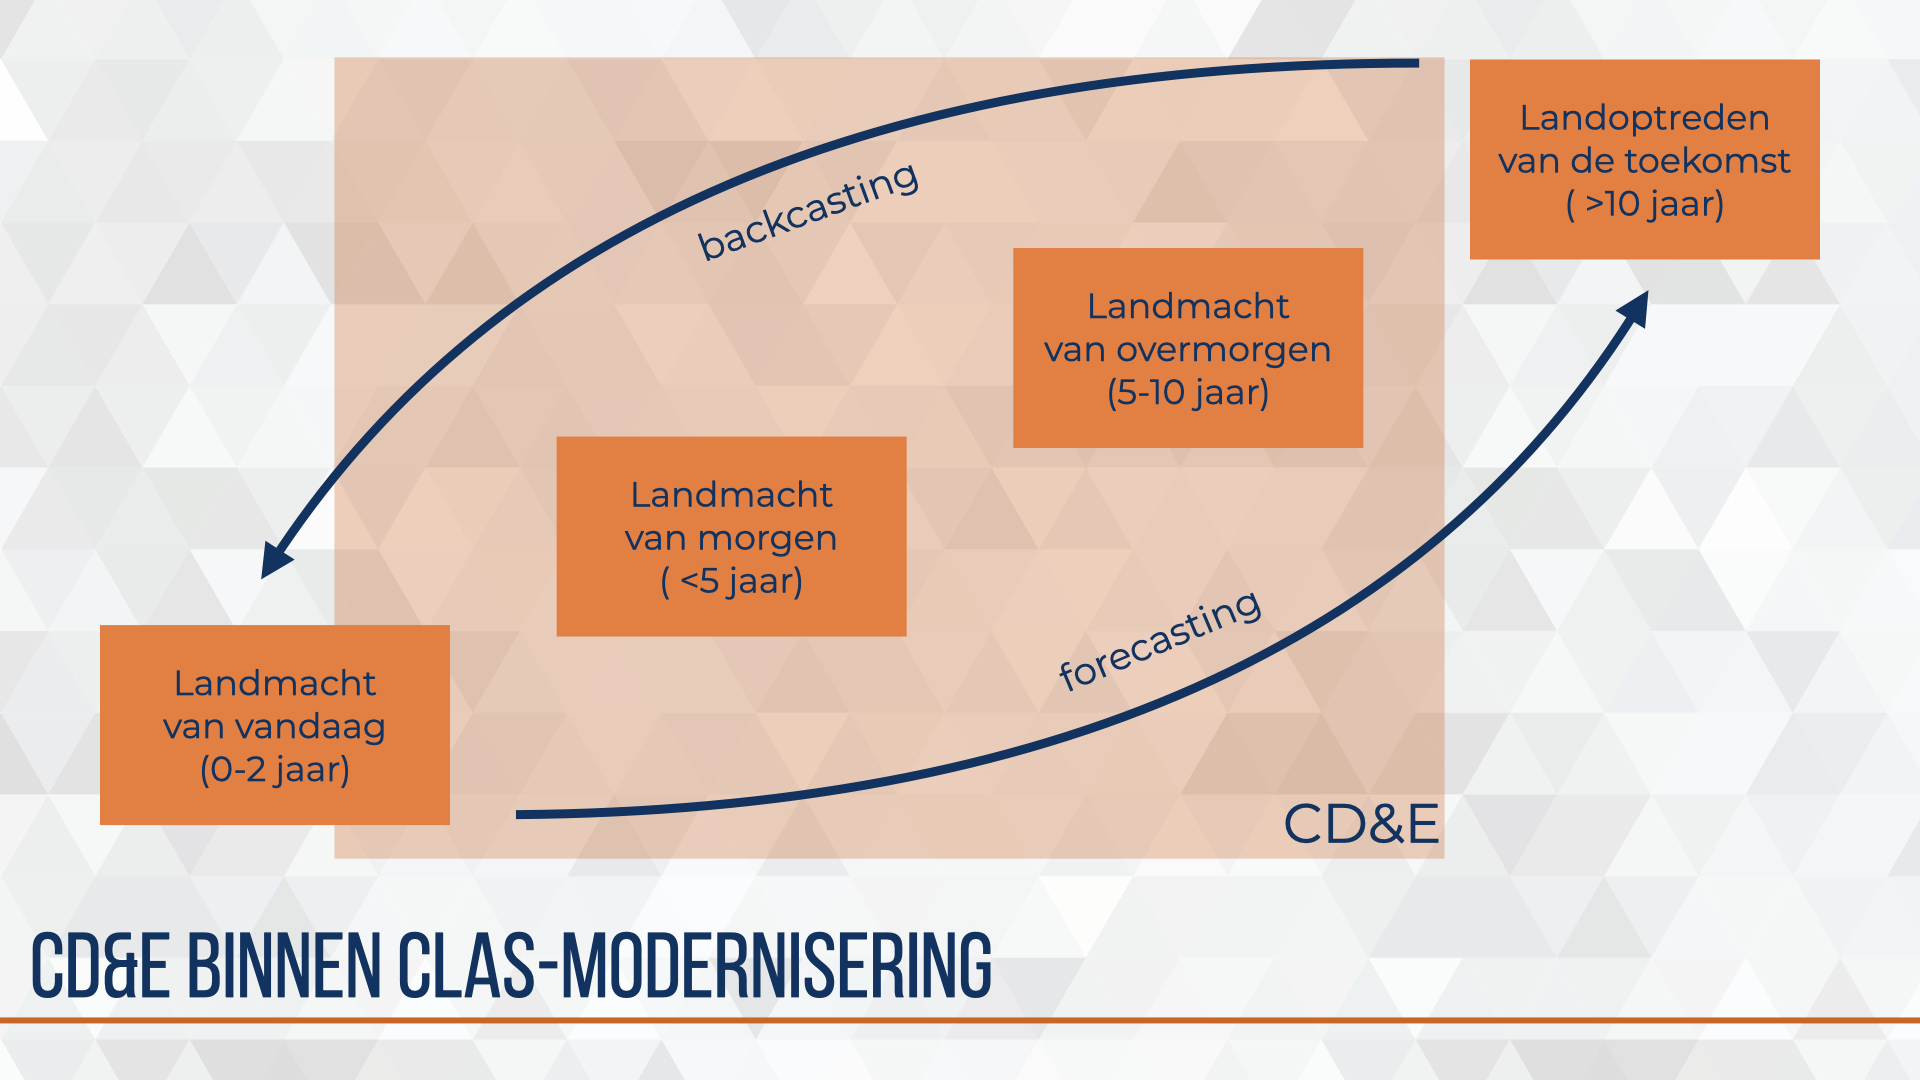 backcasting
Landoptreden
van de toekomst
( >10 jaar)
Landmacht
van overmorgen
(5-10 jaar)
Landmacht
van morgen
( <5 jaar)
forecasting
Landmacht
van vandaag
(0-2 jaar)
CD&E
CD&E BINNEN CLAS-MODERNISERING